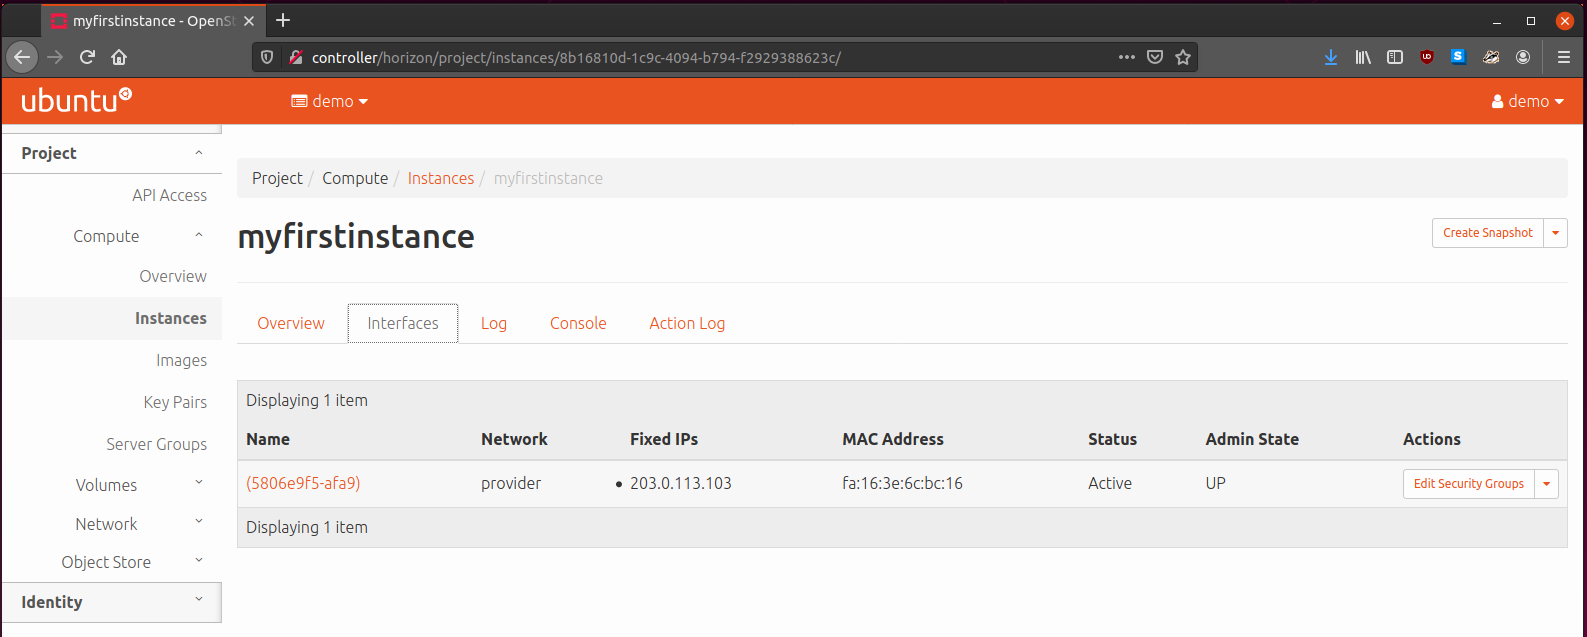 myfirstinstance - OpenSt
controller/horizon/project/instances/8b16810d-1c9c-4094-b794-f2929388623c/
ubuntu
demo
demo
Project
API Access
Compute
Overview
Instances
Images
Key Pairs
Server Groups
Volumes
Network
Object Store
Identity
Project / Compute / Instances / myfirstinstance
myfirstinstance
Create Snapshot
Overview Interfaces Log Console Action Log
Displaying 1 item
Name Network Fixed IPs MAC Address Status Admin State Actions
(5806e9f5-afa9) provider • 203.0.113.103 fa:16:3e:6c:bc:16 Active UP Edit Security Groups
Displaying 1 item